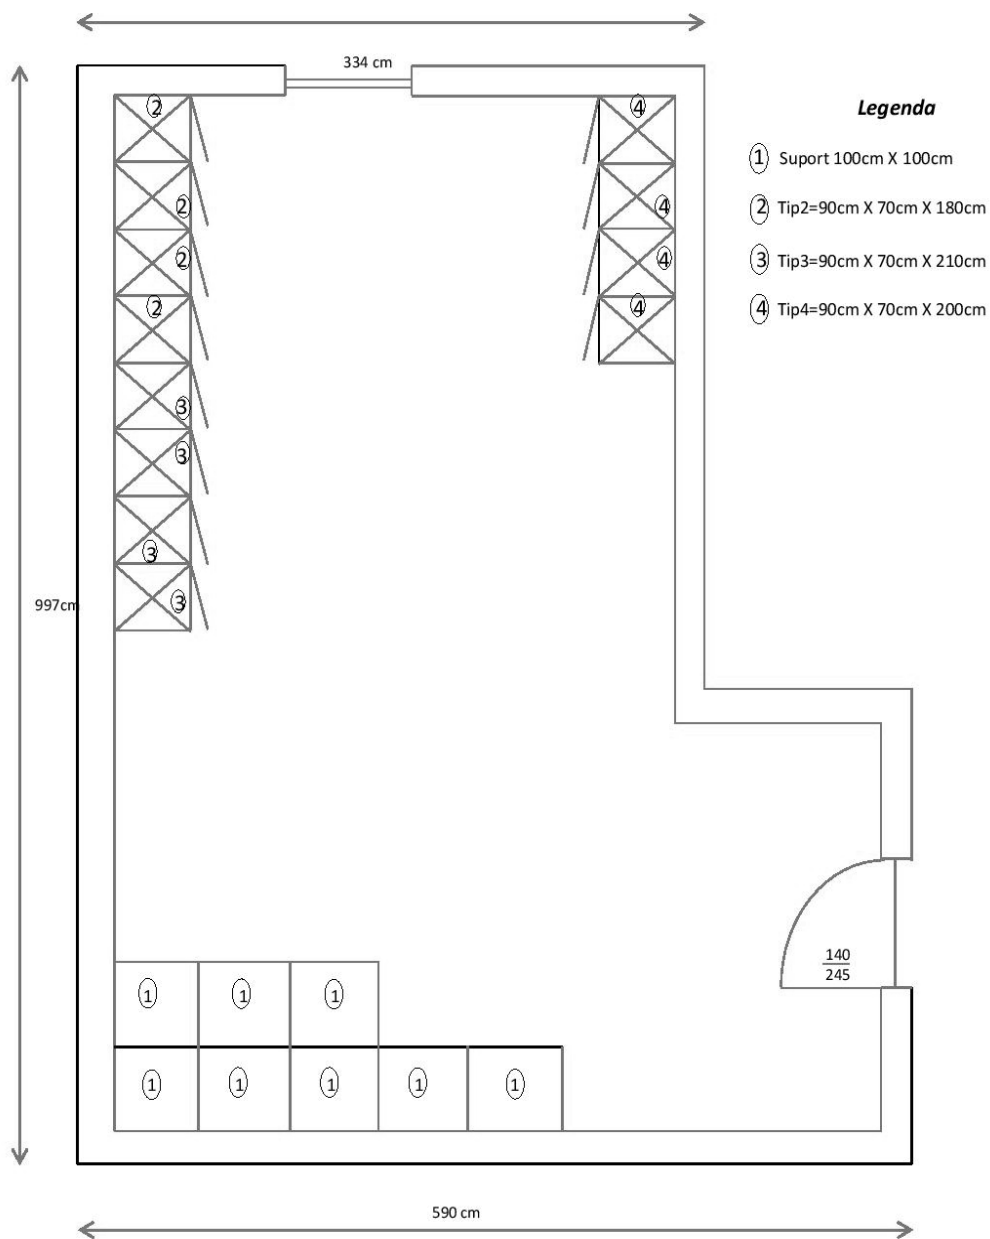 334 cm
Legenda
1 Suport 100cm X 100cm
2 Tip2=90cm X 70cm X 180cm
3 Tip3=90cm X 70cm X 210cm
4 Tip4=90cm X 70cm X 200cm
2
4
2
4
2
4
2
4
3
3
3
3
997cm
140
245
1 1 1
1 1 1 1 1
590 cm